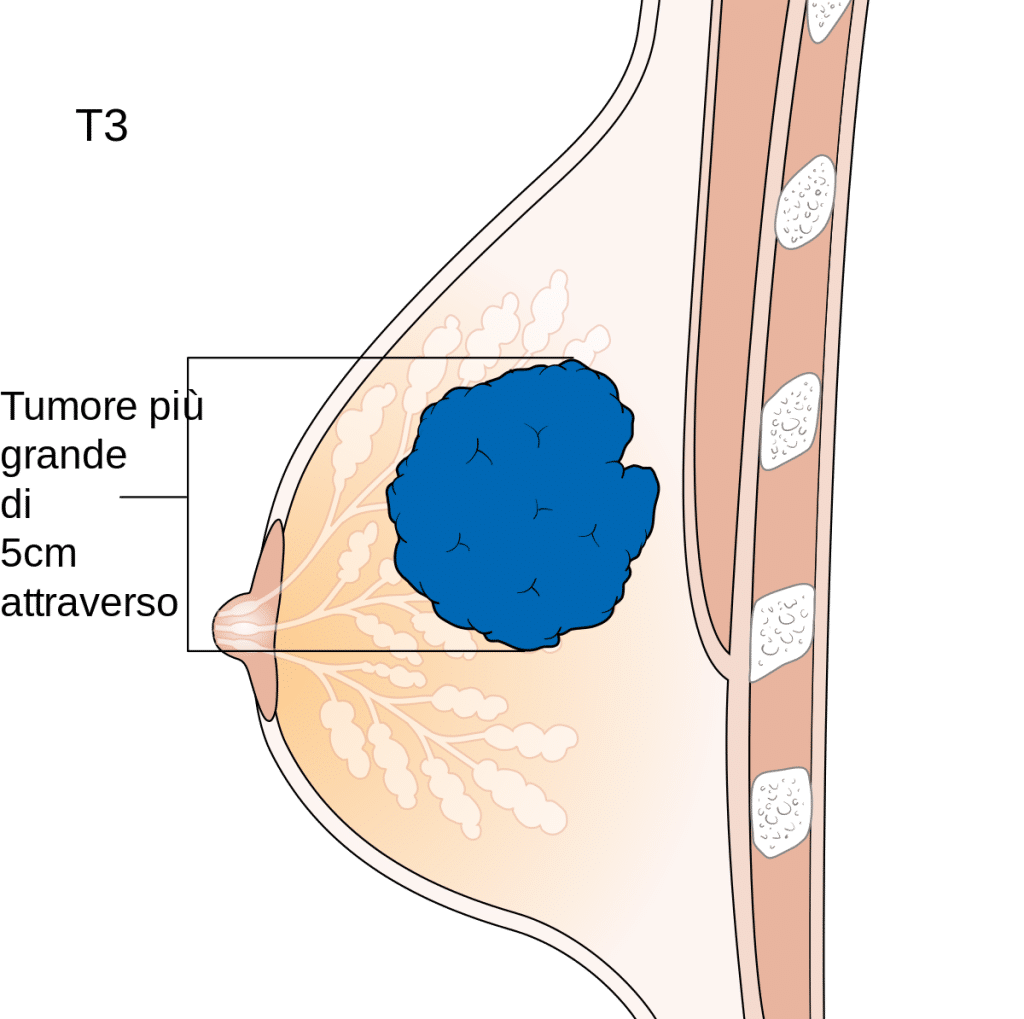 T3
Tumore più
grande
di
5cm
attraverso